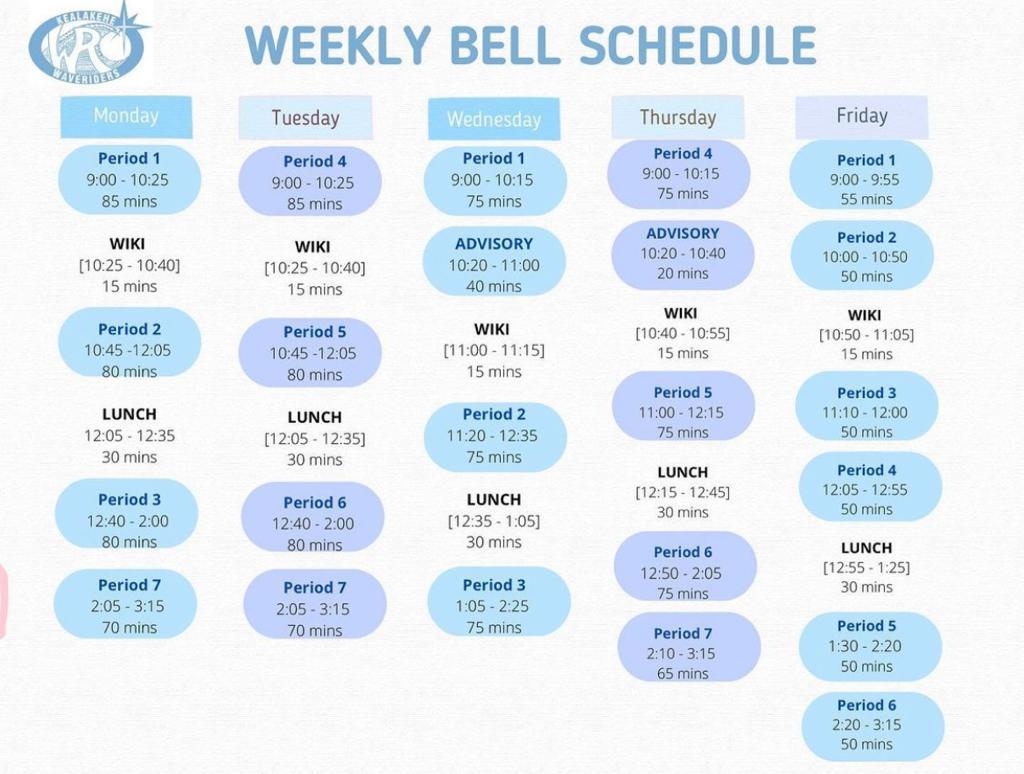 KEALAKEHE
WRC
WAVERIDERS
WEEKLY BELL SCHEDULE
Monday
Period 1
9:00 - 10:25
85 mins
WIKI
[10:25 - 10:40]
15 mins
Period 2
10:45 -12:05
80 mins
LUNCH
12:05 - 12:35
30 mins
Period 3
12:40 - 2:00
80 mins
Period 7
2:05 - 3:15
70 mins
Tuesday
Period 4
9:00 - 10:25
85 mins
WIKI
[10:25 - 10:40]
15 mins
Period 5
10:45 -12:05
80 mins
LUNCH
[12:05 - 12:35]
30 mins
Period 6
12:40 - 2:00
80 mins
Period 7
2:05 - 3:15
70 mins
Wednesday
Period 1
9:00 - 10:15
75 mins
ADVISORY
10:20 - 11:00
40 mins
WIKI
[11:00 - 11:15]
15 mins
Period 2
11:20 - 12:35
75 mins
LUNCH
[12:35 - 1:05]
30 mins
Period 3
1:05 - 2:25
75 mins
Thursday
Period 4
9:00 - 10:15
75 mins
ADVISORY
10:20 - 10:40
20 mins
WIKI
[10:40 - 10:55]
15 mins
Period 5
11:00 - 12:15
75 mins
LUNCH
[12:15 - 12:45]
30 mins
Period 6
12:50 - 2:05
75 mins
Period 7
2:10 - 3:15
65 mins
Friday
Period 1
9:00 - 9:55
55 mins
Period 2
10:00 - 10:50
50 mins
WIKI
[10:50 - 11:05]
15 mins
Period 3
11:10 - 12:00
50 mins
Period 4
12:05 - 12:55
50 mins
LUNCH
[12:55 - 1:25]
30 mins
Period 5
1:30 - 2:20
50 mins
Period 6
2:20 - 3:15
50 mins